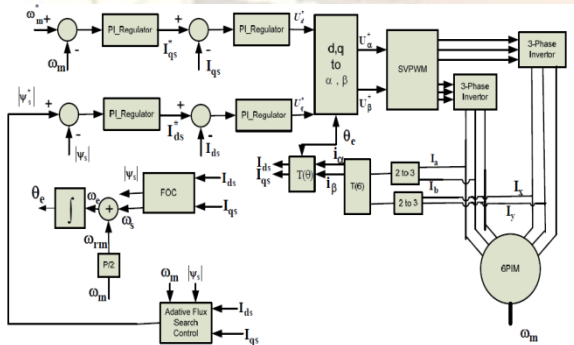 ω*m + PI_Regulator + PI_Regulator U*d
- ωm I*qs - Iqs
d,q to α , β
U*α
U*β
SVPWM
3-Phase Invertor
3-Phase Invertor
|ψ*s| + PI_Regulator + PI_Regulator
- |ψs| I*ds - Ids
θe
Ids
Iqs
T(θ)
iα
iβ
T(6)
2 to 3
2 to 3
Ia
Ib
Ix
Iy
θe ∫ ωe + ωs
|ψs| FOC Ids
Iqs
ωrm
P/2
ωm
6PIM
ωm
ωm |ψs|
Adative Flux Search Control
Ids
Iqs